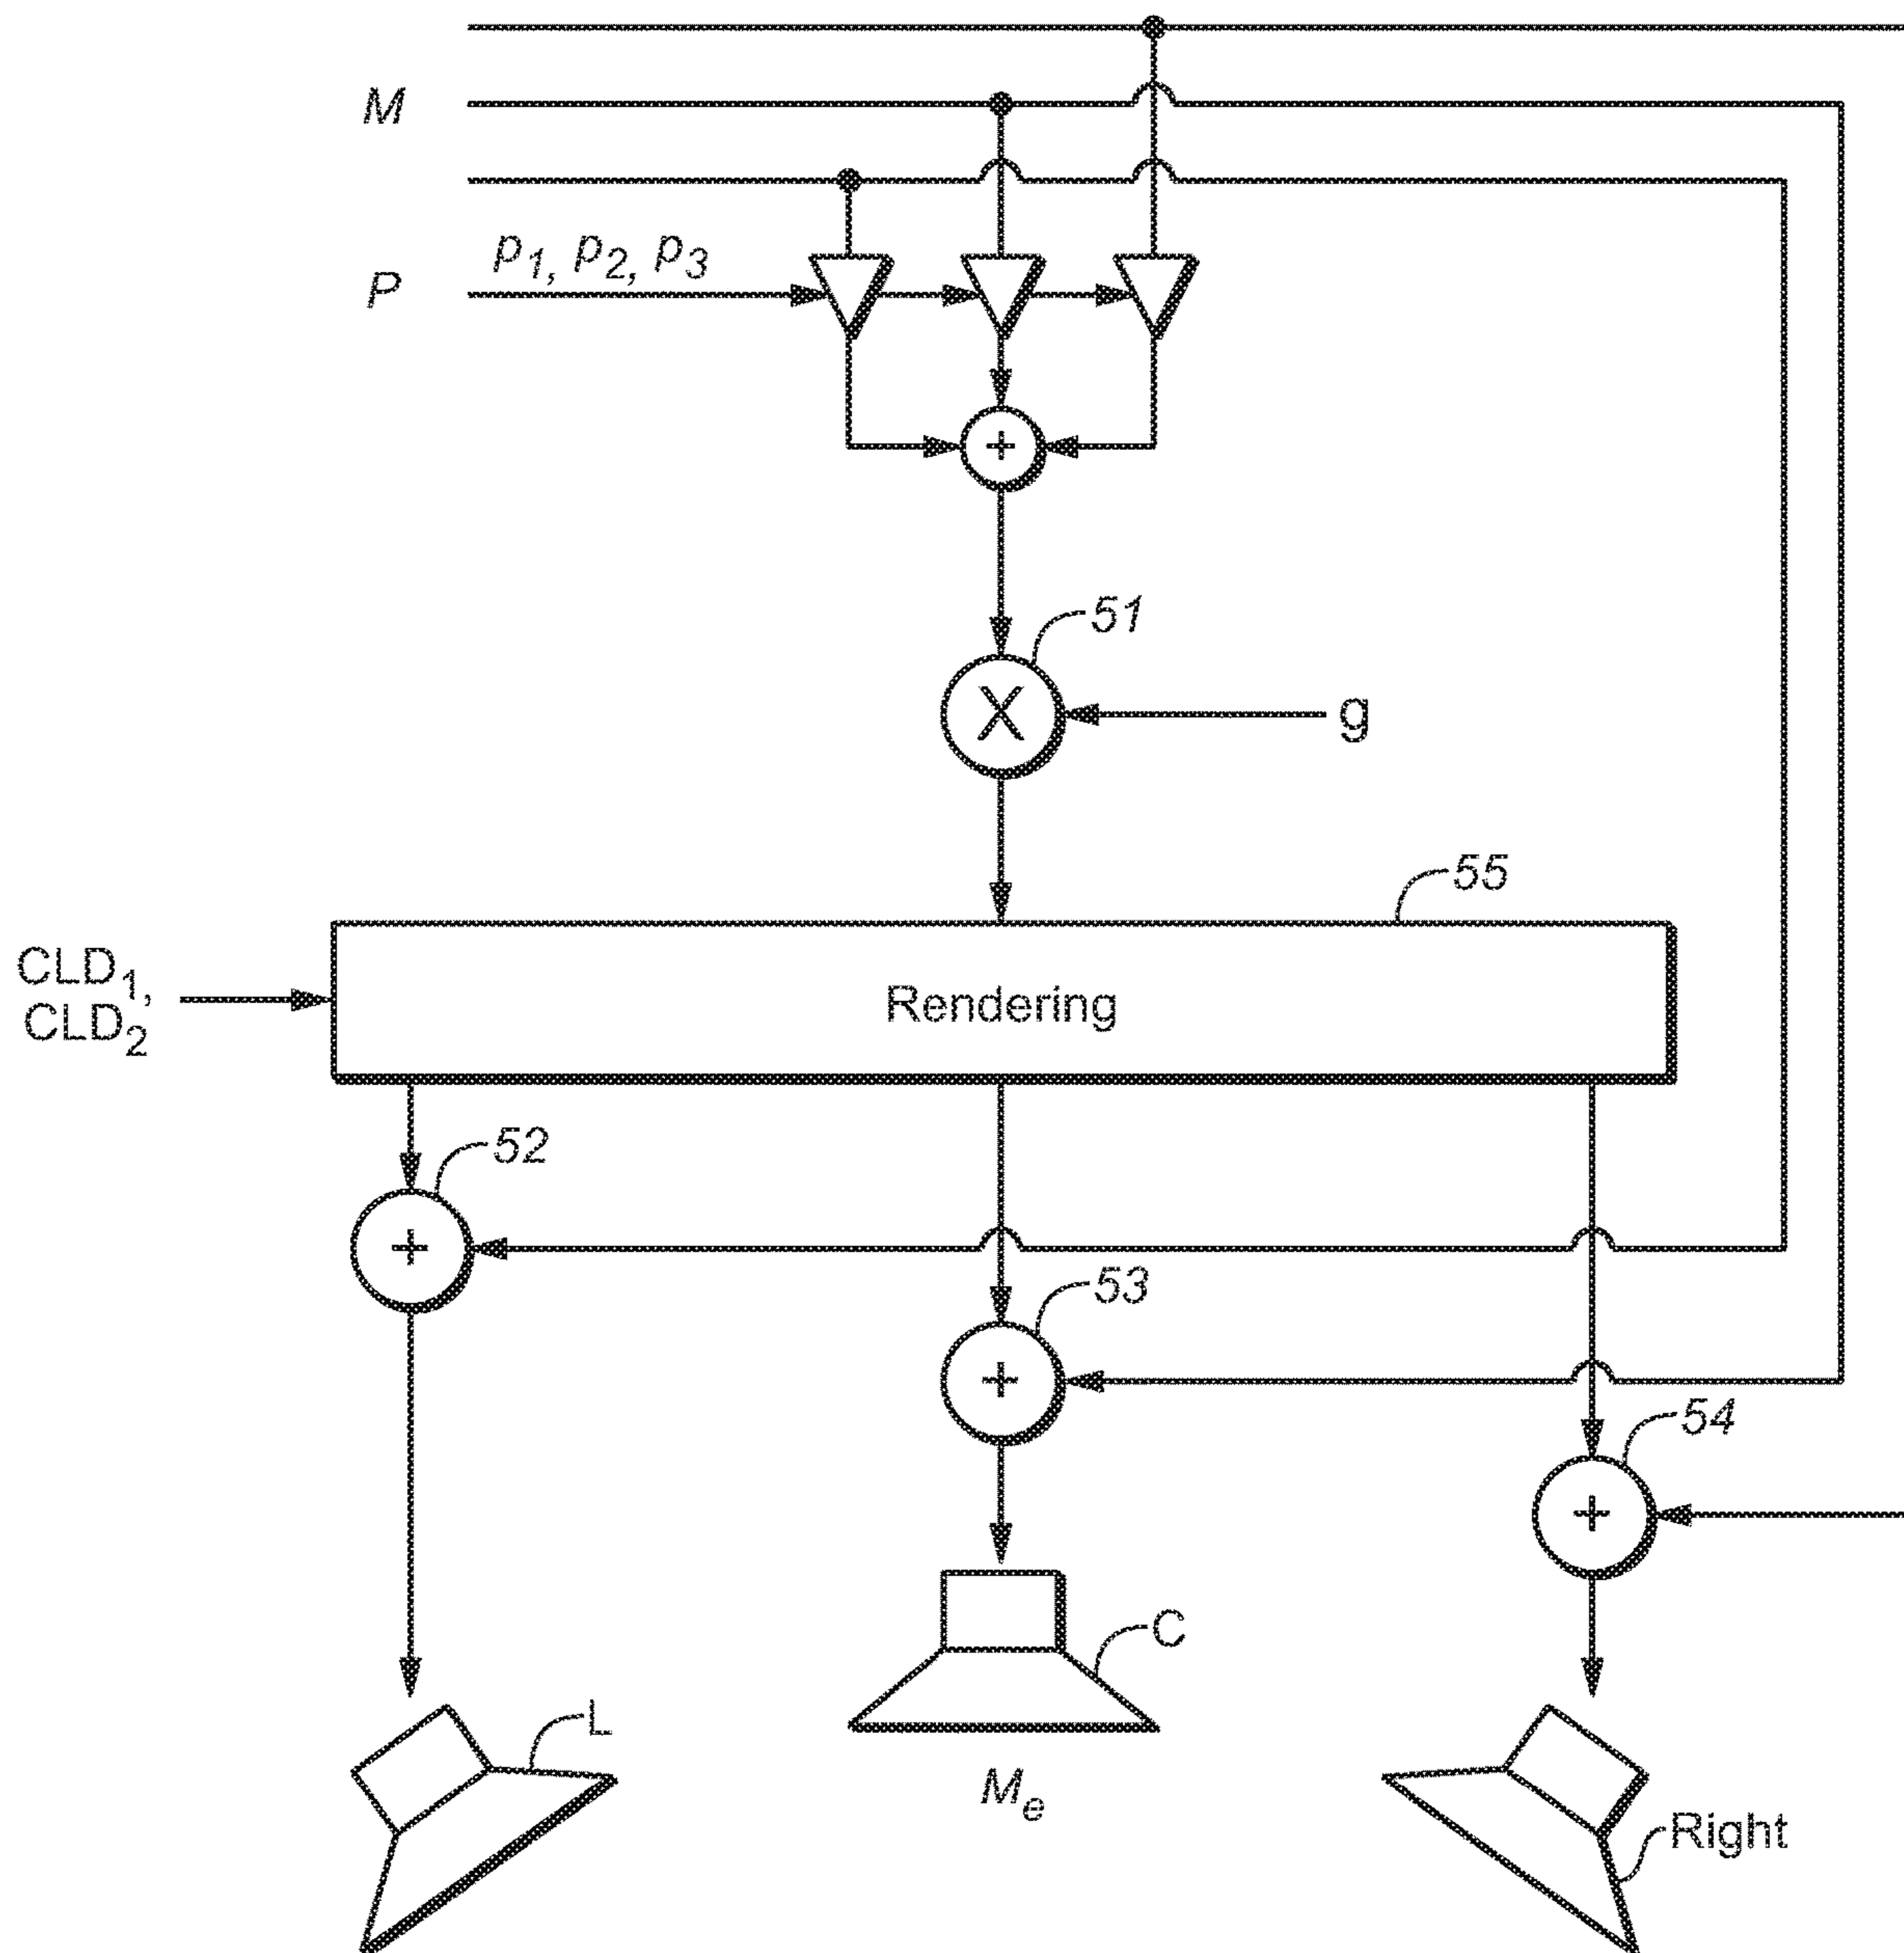 M
p1, p2, p3
P
+
51
X
g
55
CLD1,
CLD2
Rendering
52
+
53
+
54
+
C
L
Me
Right